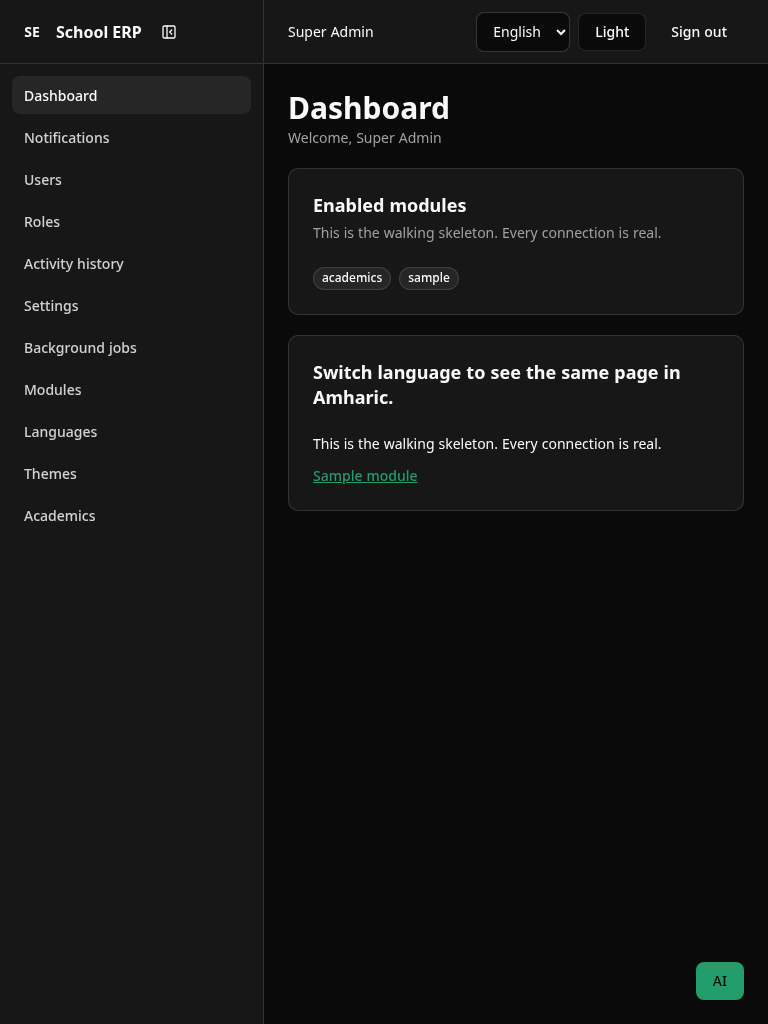 SE School ERP
Super Admin
English
Light
Sign out
Dashboard
Notifications
Users
Roles
Activity history
Settings
Background jobs
Modules
Languages
Themes
Academics
Dashboard
Welcome, Super Admin
Enabled modules
This is the walking skeleton. Every connection is real.
academics sample
Switch language to see the same page in
Amharic.
This is the walking skeleton. Every connection is real.
Sample module
AI